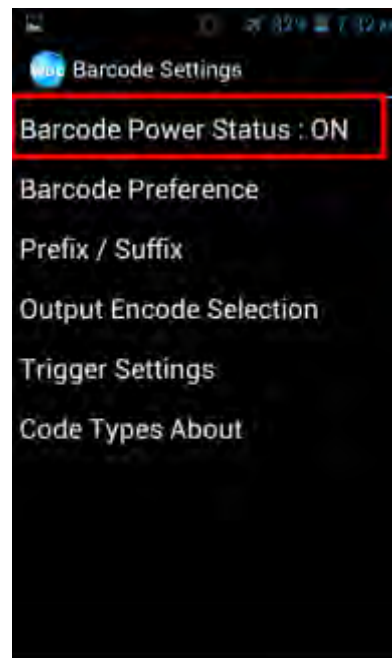 Barcode Settings
Barcode Power Status : ON
Barcode Preference
Prefix / Suffix
Output Encode Selection
Trigger Settings
Code Types About